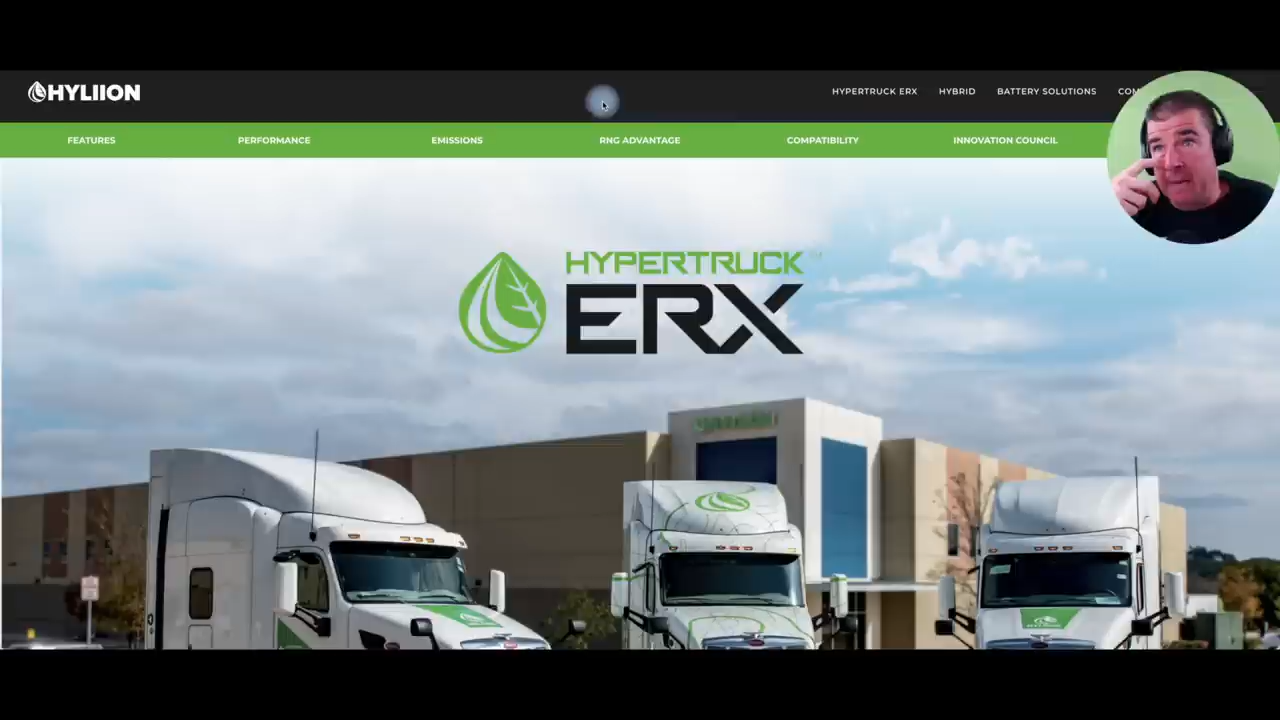 HYLIION
HYPERTRUCK ERX HYBRID BATTERY SOLUTIONS
FEATURES PERFORMANCE EMISSIONS RNG ADVANTAGE COMPATIBILITY INNOVATION COUNCIL
HYPERTRUCK
ERX